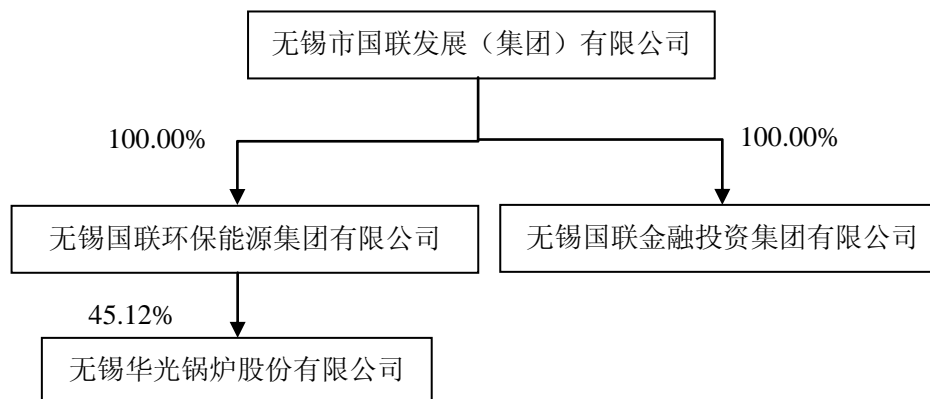 无锡市国联发展（集团）有限公司
100.00%
100.00%
无锡国联环保能源集团有限公司
无锡国联金融投资集团有限公司
45.12%
无锡华光锅炉股份有限公司